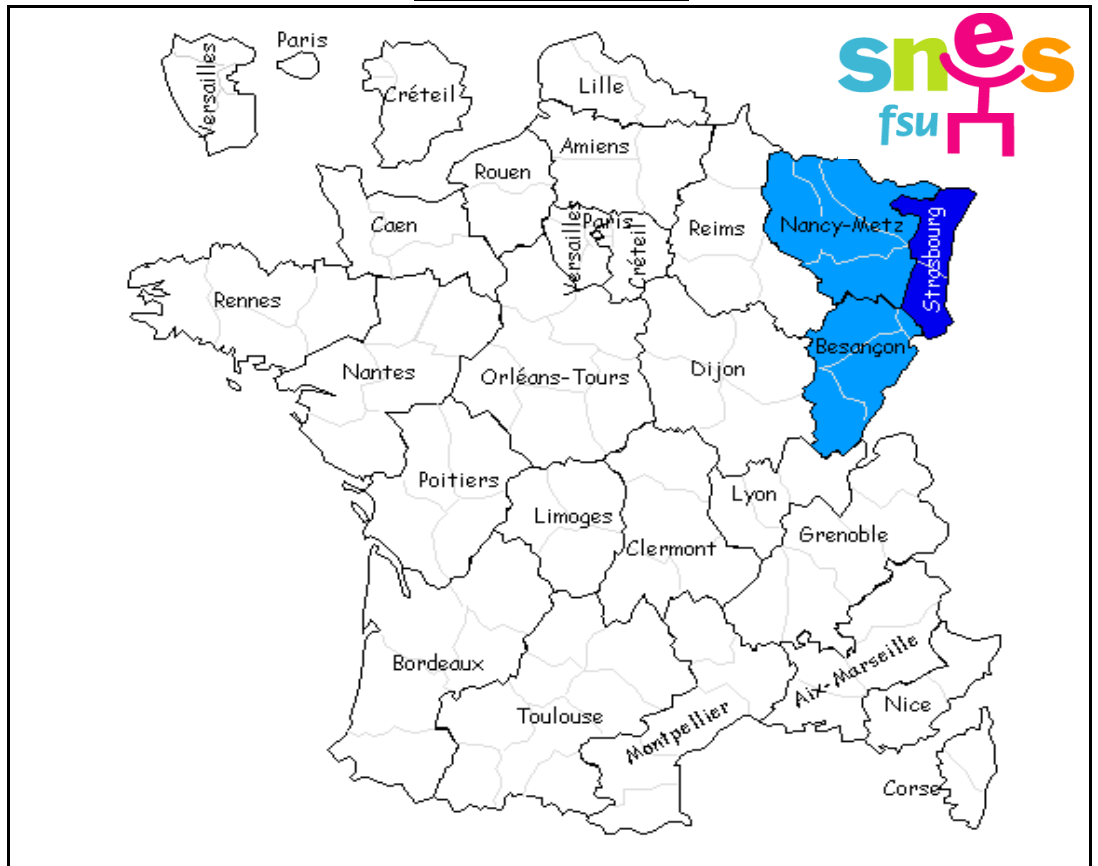 Paris
Versailles
Créteil
Lille
snes
fsu
Amiens
Rouen
Caen
Versailles
Paris
Créteil
Reims
Nancy-Metz
Strasbourg
Rennes
Nantes
Orléans-Tours
Dijon
Besançon
Poitiers
Limoges
Clermont
Lyon
Grenoble
Bordeaux
Toulouse
Montpellier
Aix-Marseille
Nice
Corse